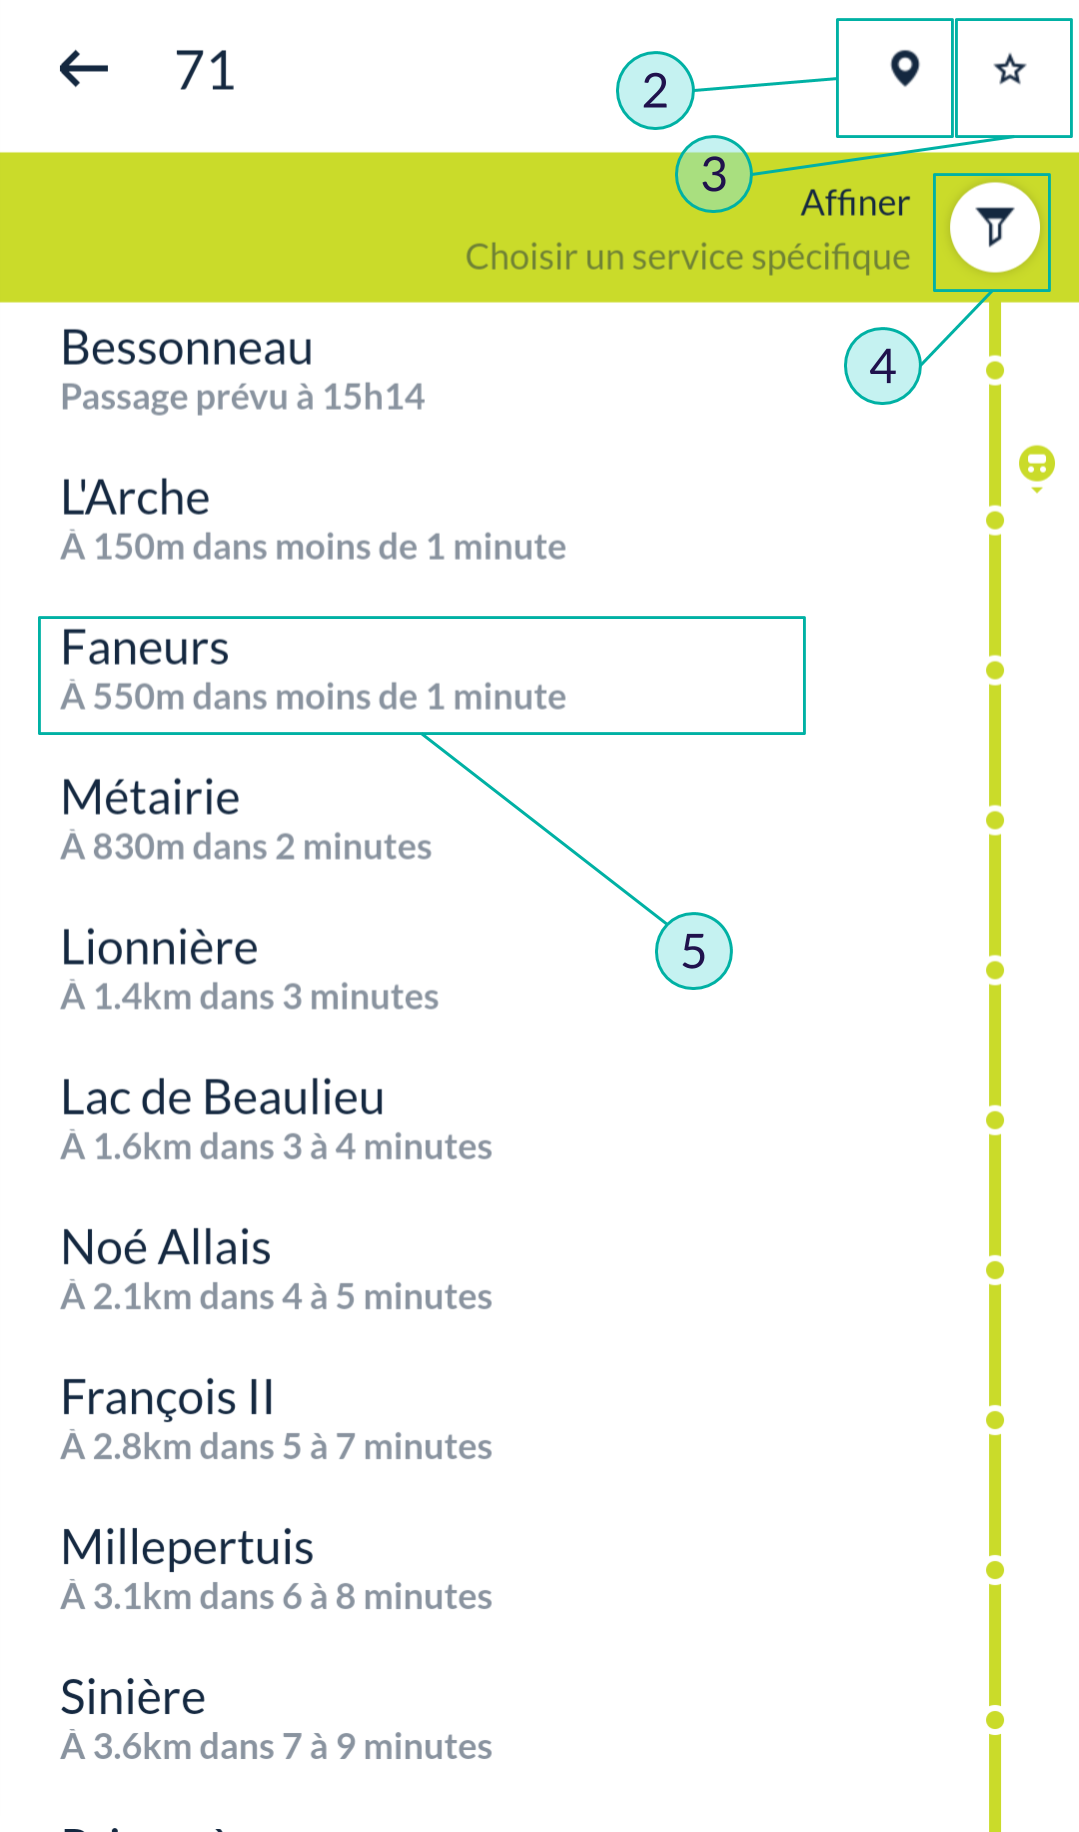 71
2
3
Affiner
Choisir un service spécifique
4
Bessonneau
Passage prévu à 15h14
L'Arche
À 150m dans moins de 1 minute
Faneurs
À 550m dans moins de 1 minute
Métairie
À 830m dans 2 minutes
5
Lionnière
À 1.4km dans 3 minutes
Lac de Beaulieu
À 1.6km dans 3 à 4 minutes
Noé Allais
À 2.1km dans 4 à 5 minutes
François II
À 2.8km dans 5 à 7 minutes
Millepertuis
À 3.1km dans 6 à 8 minutes
Sinière
À 3.6km dans 7 à 9 minutes